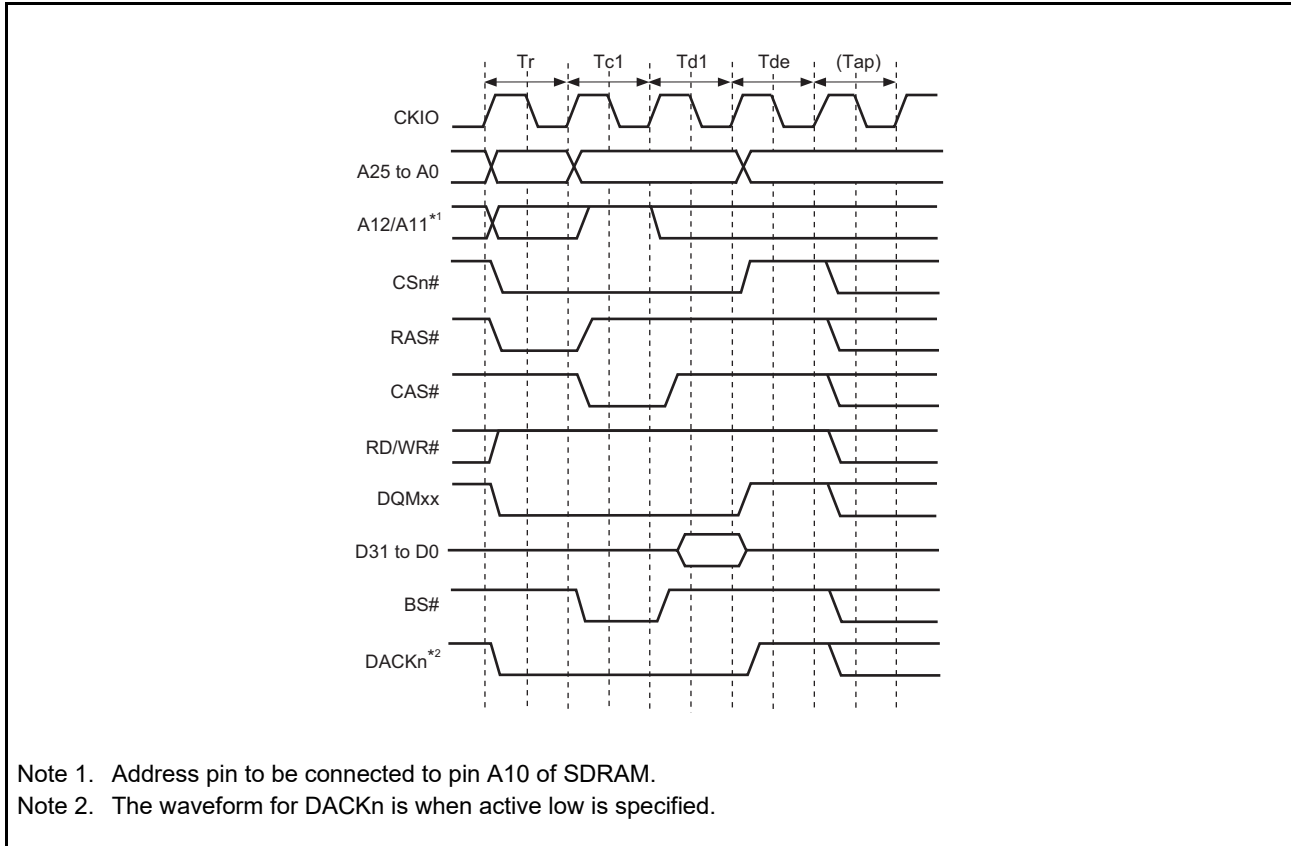 Tr Tc1 Td1 Tde (Tap)
CKIO
A25 to A0
A12/A11*1
CSn#
RAS#
CAS#
RD/WR#
DQMxx
D31 to D0
BS#
DACKn*2
Note 1. Address pin to be connected to pin A10 of SDRAM.
Note 2. The waveform for DACKn is when active low is specified.